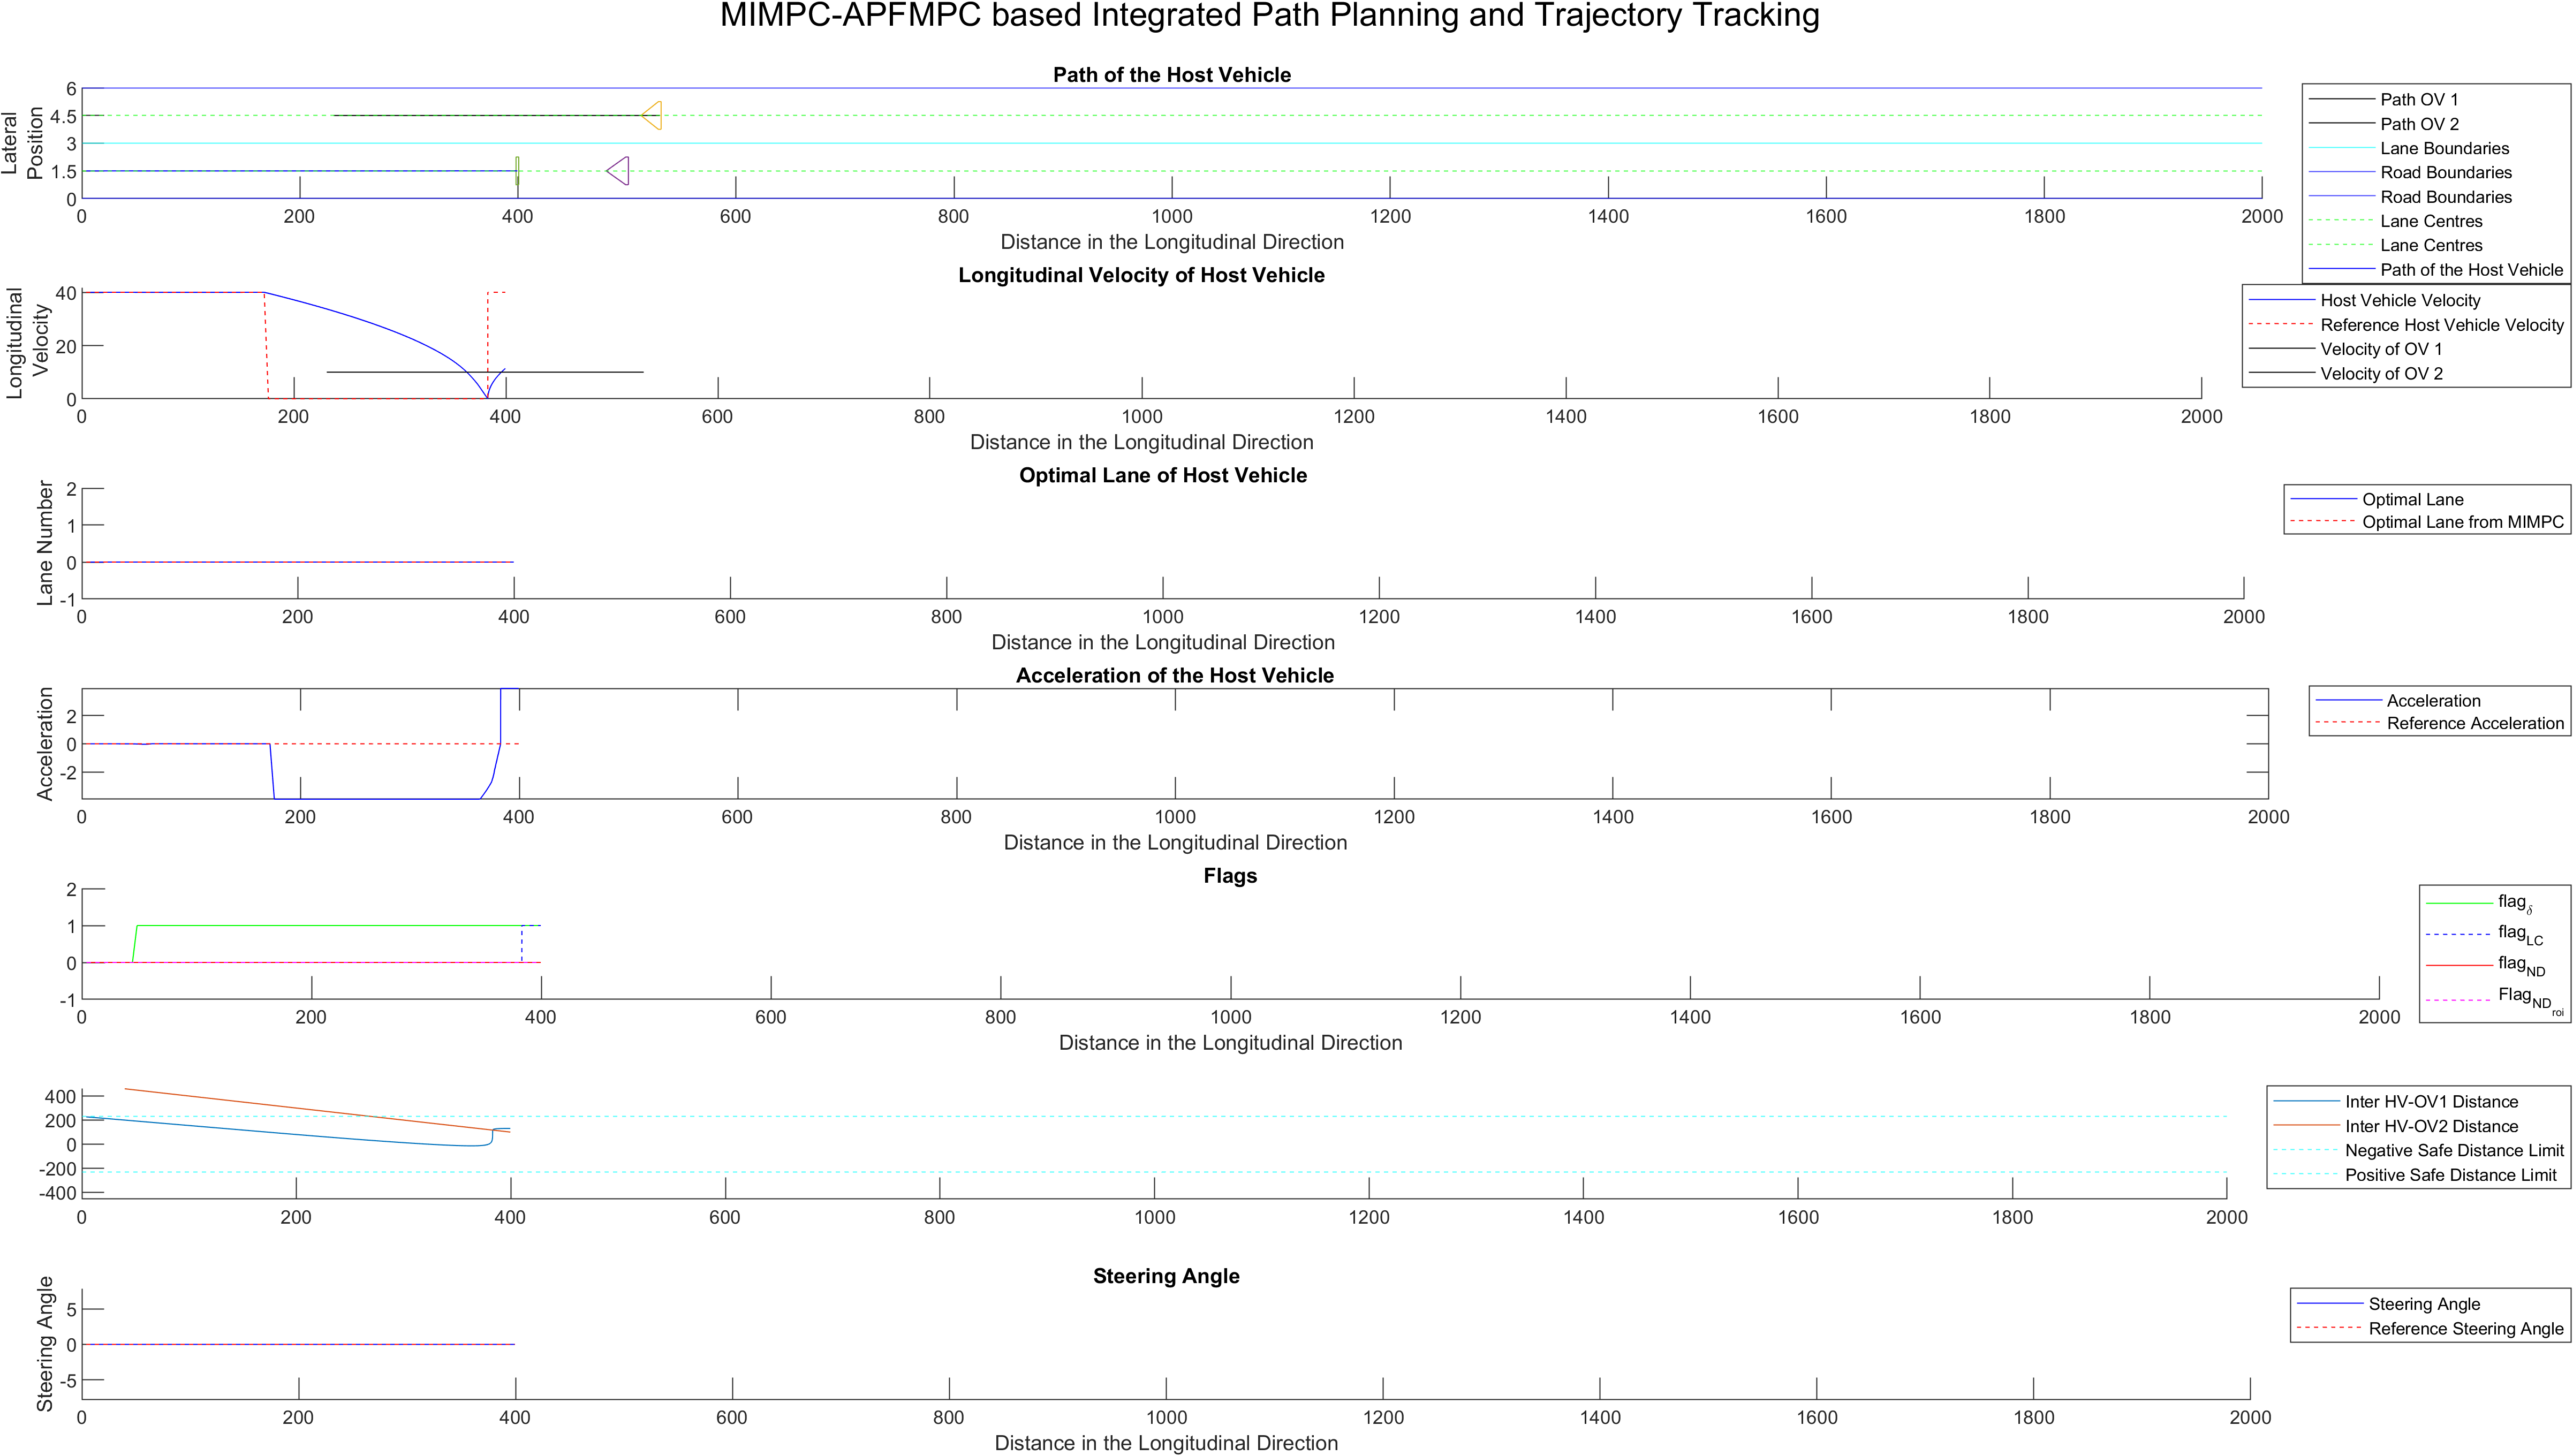 MIMPC-APFMPC based Integrated Path Planning and Trajectory Tracking
Path of the Host Vehicle
Lateral
Position
6
4.5
3
1.5
0
0 200 400 600 800 1000 1200 1400 1600 1800 2000
Distance in the Longitudinal Direction
Path OV 1
Path OV 2
Lane Boundaries
Road Boundaries
Road Boundaries
Lane Centres
Lane Centres
Path of the Host Vehicle
Longitudinal Velocity of Host Vehicle
Longitudinal
Velocity
40
20
0
0 200 400 600 800 1000 1200 1400 1600 1800 2000
Distance in the Longitudinal Direction
Host Vehicle Velocity
Reference Host Vehicle Velocity
Velocity of OV 1
Velocity of OV 2
Optimal Lane of Host Vehicle
Lane Number
2
1
0
-1
0 200 400 600 800 1000 1200 1400 1600 1800 2000
Distance in the Longitudinal Direction
Optimal Lane
Optimal Lane from MIMPC
Acceleration of the Host Vehicle
Acceleration
2
0
-2
0 200 400 600 800 1000 1200 1400 1600 1800 2000
Distance in the Longitudinal Direction
Acceleration
Reference Acceleration
Flags
2
1
0
-1
0 200 400 600 800 1000 1200 1400 1600 1800 2000
Distance in the Longitudinal Direction
flag δ
flag LC
flag ND
Flag ND roi
400
200
0
-200
-400
0 200 400 600 800 1000 1200 1400 1600 1800 2000
Inter HV-OV1 Distance
Inter HV-OV2 Distance
Negative Safe Distance Limit
Positive Safe Distance Limit
Steering Angle
Steering Angle
5
0
-5
0 200 400 600 800 1000 1200 1400 1600 1800 2000
Distance in the Longitudinal Direction
Steering Angle
Reference Steering Angle